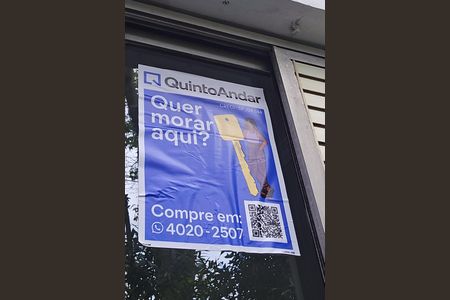 QuintoAndar
Quer
morar
aqui?
Compre em:
4020-2507